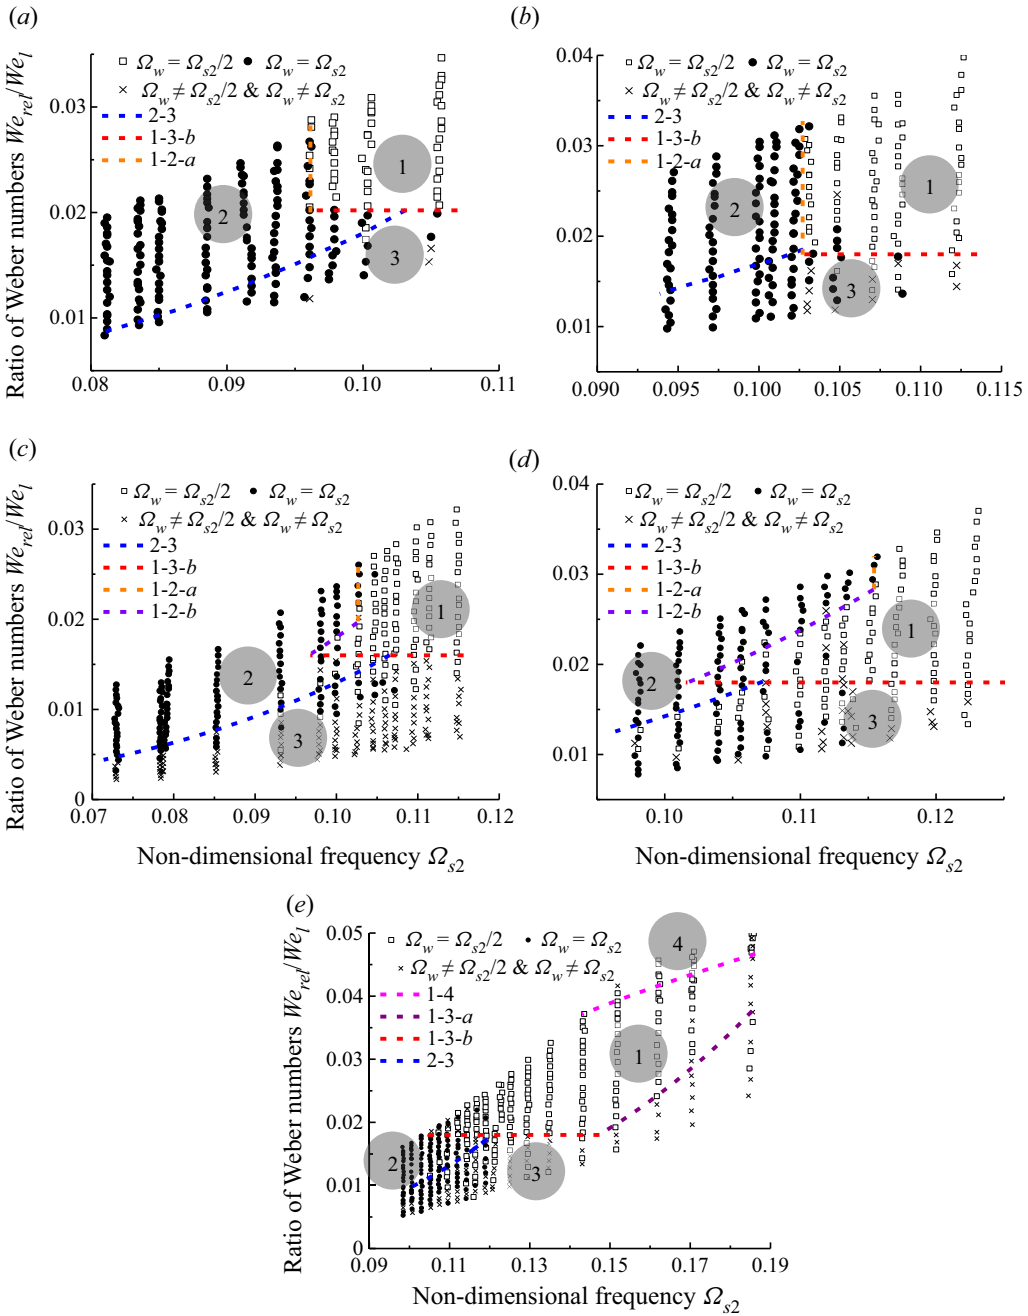 (a)
Ratio of Weber numbers We_rel/We_l
Ω_w = Ω_s2/2 Ω_w = Ω_s2
Ω_w ≠ Ω_s2/2 & Ω_w ≠ Ω_s2
2-3
1-3-b
1-2-a
0.03
0.02
0.01
1
2
3
0.08 0.09 0.10 0.11
(b)
Ω_w = Ω_s2/2 Ω_w = Ω_s2
Ω_w ≠ Ω_s2/2 & Ω_w ≠ Ω_s2
2-3
1-3-b
1-2-a
0.04
0.03
0.02
0.01
1
2
3
0.090 0.095 0.100 0.105 0.110 0.115
(c)
Ratio of Weber numbers We_rel/We_l
Ω_w = Ω_s2/2 Ω_w = Ω_s2
Ω_w ≠ Ω_s2/2 & Ω_w ≠ Ω_s2
2-3
1-3-b
1-2-a
1-2-b
0.03
0.02
0.01
0
1
2
3
0.07 0.08 0.09 0.10 0.11 0.12
Non-dimensional frequency Ω_s2
(d)
Ω_w = Ω_s2/2 Ω_w = Ω_s2
Ω_w ≠ Ω_s2/2 & Ω_w ≠ Ω_s2
2-3
1-3-b
1-2-a
1-2-b
0.04
0.03
0.02
0.01
1
2
3
0.10 0.11 0.12
Non-dimensional frequency Ω_s2
(e)
Ratio of Weber numbers We_rel/We_l
Ω_w = Ω_s2/2 Ω_w = Ω_s2
Ω_w ≠ Ω_s2/2 & Ω_w ≠ Ω_s2
1-4
1-3-a
1-3-b
2-3
0.05
0.04
0.03
0.02
0.01
0
4
1
2
3
0.09 0.11 0.13 0.15 0.17 0.19
Non-dimensional frequency Ω_s2